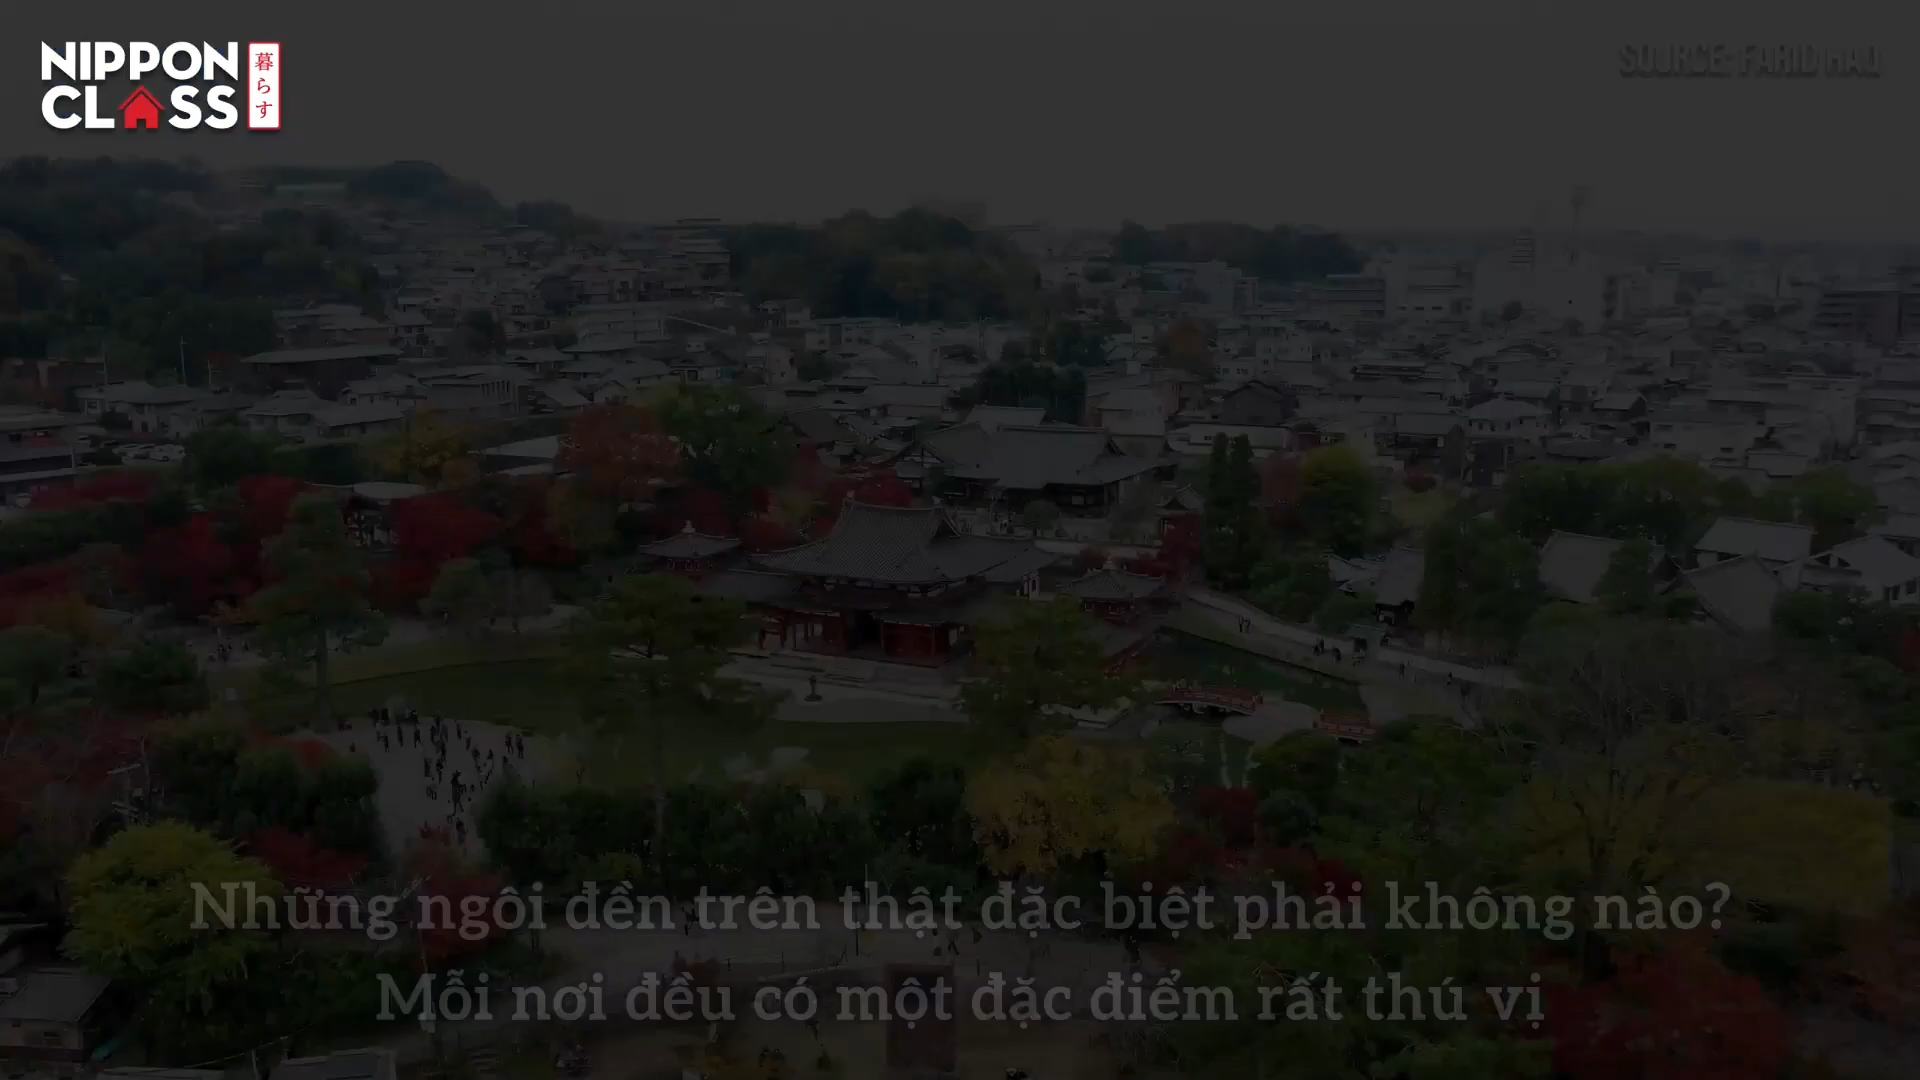 NIPPON
CLASS
暮らす
SOURCE: FARID HAQ
Những ngôi đền trên thật đặc biệt phải không nào?
Mỗi nơi đều có một đặc điểm rất thú vị